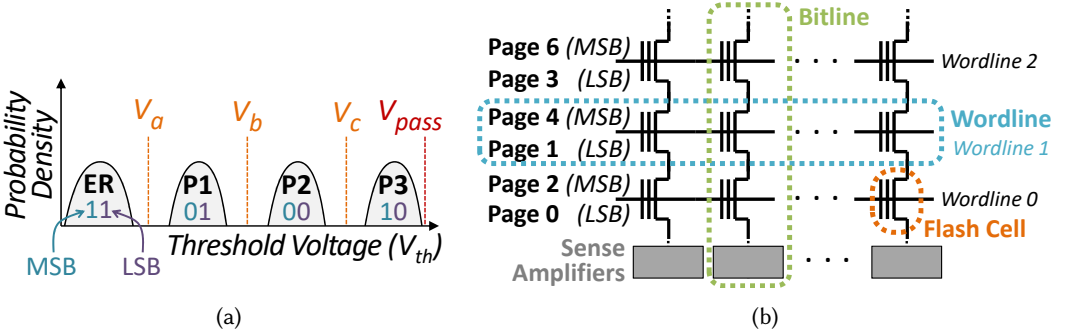 Probability
Density
V_a
V_b
V_c
V_pass
ER
11
P1
01
P2
00
P3
10
MSB
LSB
Threshold Voltage (V_th)
(a)
Bitline
Page 6 (MSB)
Page 3 (LSB)
Wordline 2
Page 4 (MSB)
Page 1 (LSB)
Wordline
Wordline 1
Page 2 (MSB)
Page 0 (LSB)
Wordline 0
Flash Cell
Sense
Amplifiers
(b)